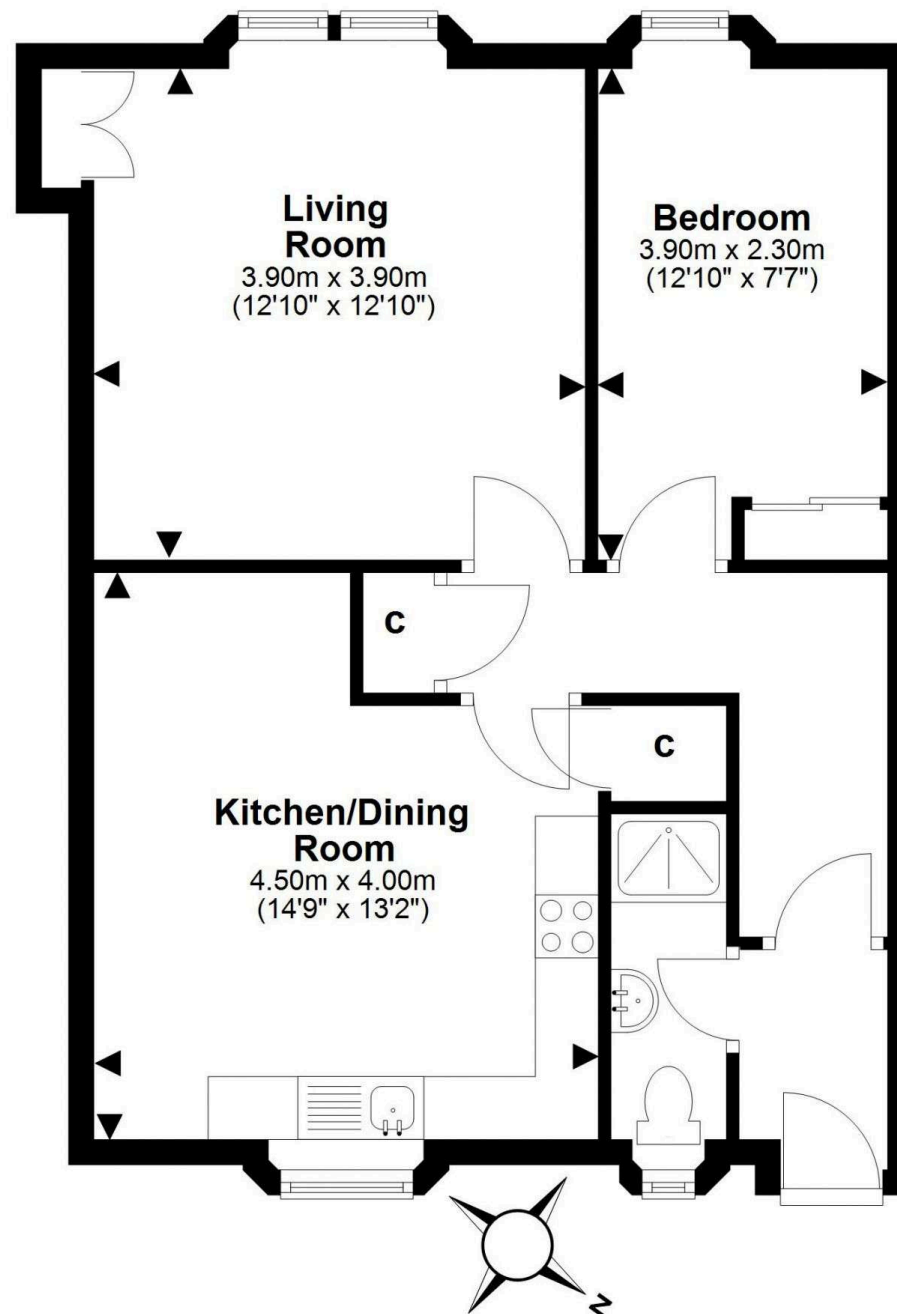 Living
Room
3.90m x 3.90m
(12'10" x 12'10")
Bedroom
3.90m x 2.30m
(12'10" x 7'7")
C
C
Kitchen/Dining
Room
4.50m x 4.00m
(14'9" x 13'2")
N